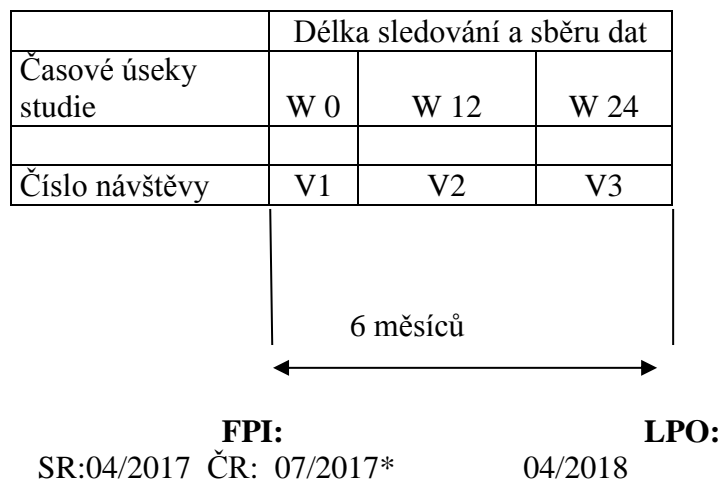 Délka sledování a sběru dat
Časové úseky
studie W 0 W 12 W 24
Číslo návštěvy V1 V2 V3
6 měsíců
FPI: LPO:
SR:04/2017 ČR: 07/2017* 04/2018